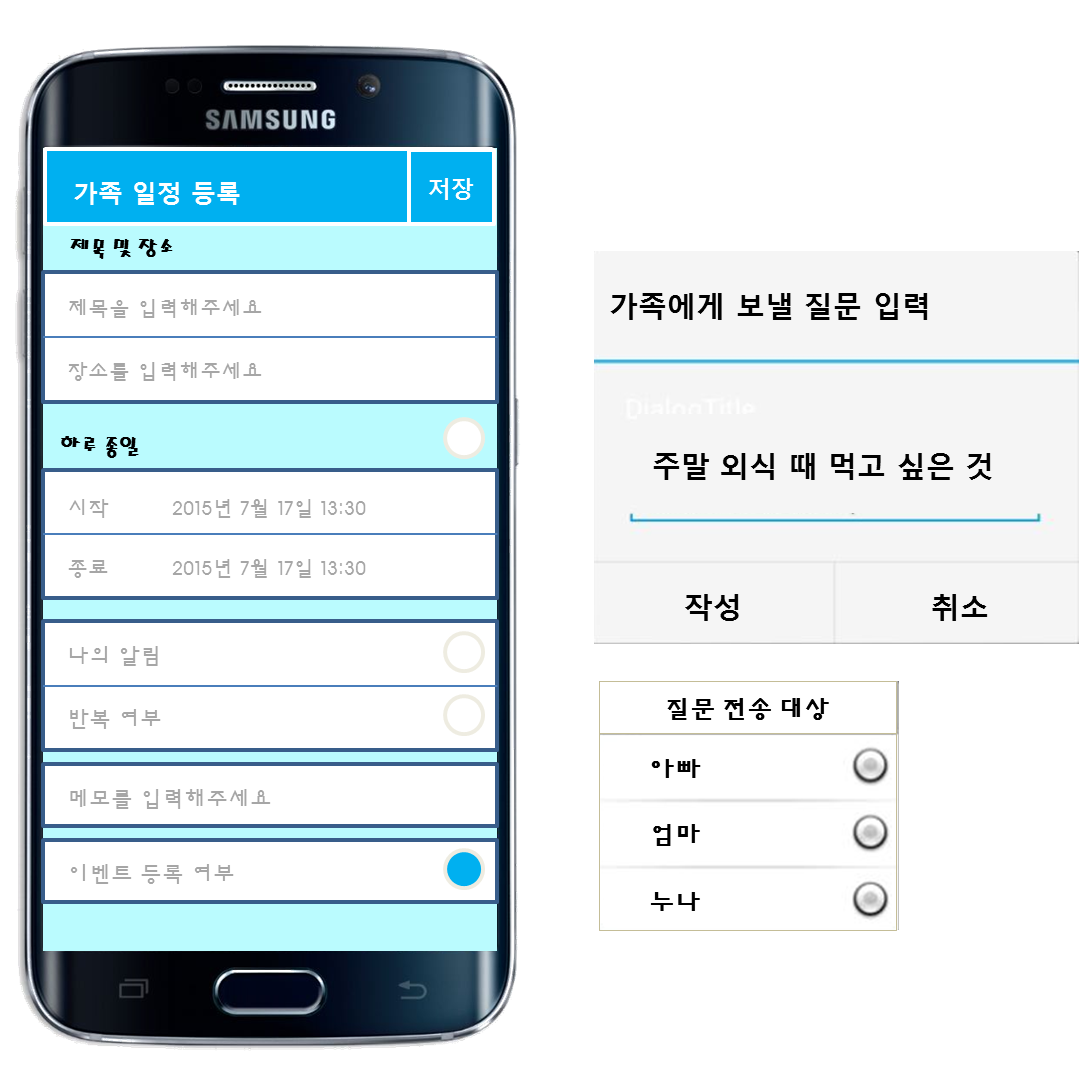 SAMSUNG
가족 일정 등록
저장
제목 및 장소
제목을 입력해주세요
장소를 입력해주세요
하루 종일
시작 2015년 7월 17일 13:30
종료 2015년 7월 17일 13:30
나의 알림
반복 여부
메모를 입력해주세요
이벤트 등록 여부
가족에게 보낼 질문 입력
DialogTitle
주말 외식 때 먹고 싶은 것
작성
취소
질문 전송 대상
아빠
엄마
누나